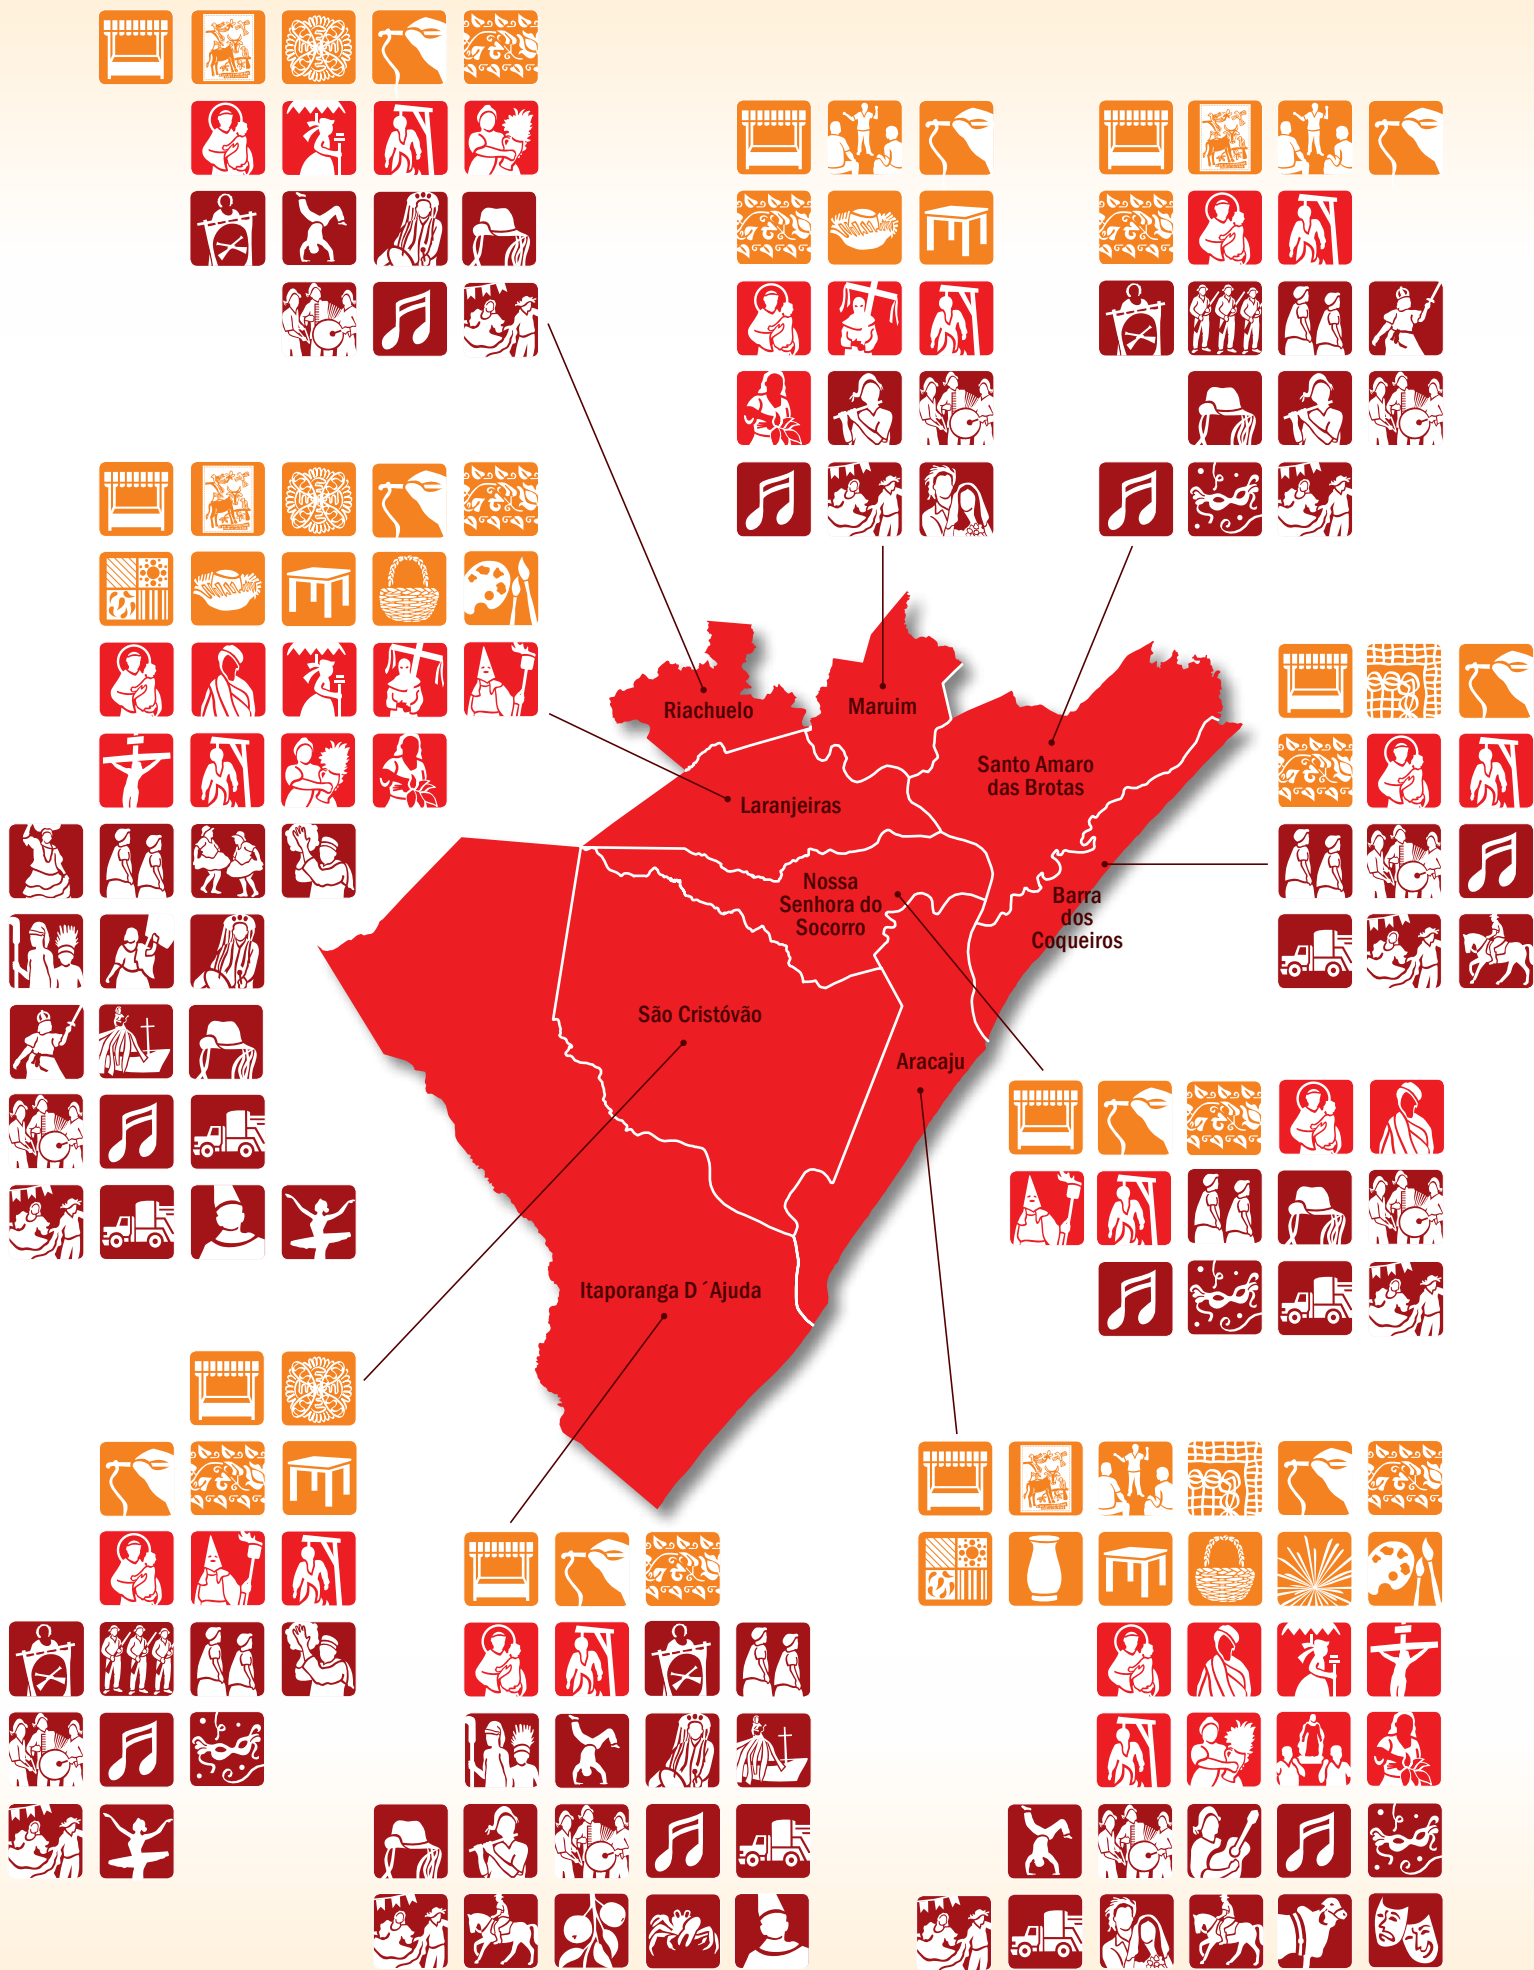 Riachuelo
Maruim
Santo Amaro
das Brotas
Laranjeiras
Nossa
Senhora do
Socorro
Barra
dos
Coqueiros
São Cristóvão
Aracaju
Itaporanga D ´Ajuda